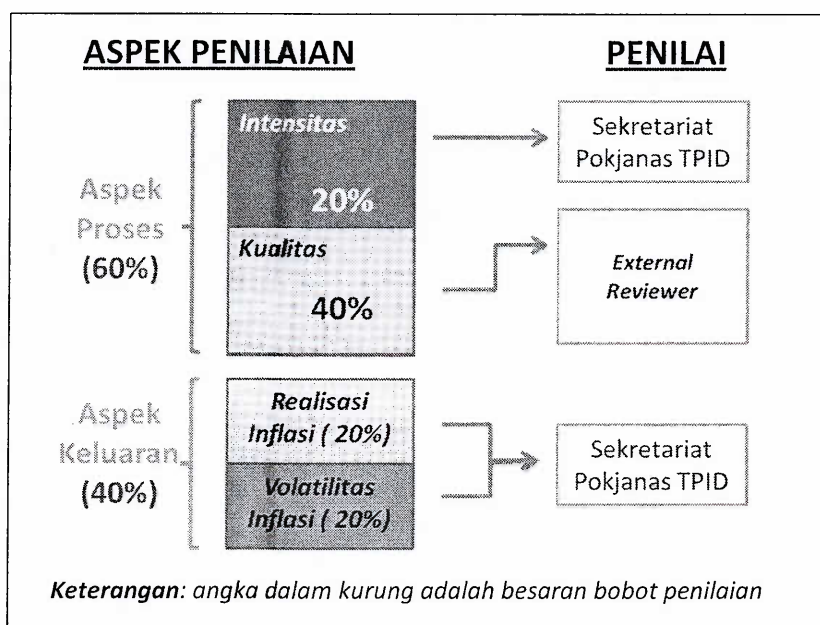 ASPEK PENILAIAN
PENILAI
Aspek
Proses
(60%)
Intensitas
20%
Kualitas
40%
Sekretariat
Pokjanas TPID
External
Reviewer
Aspek
Keluaran
(40%)
Realisasi
Inflasi ( 20%)
Volatilitas
Inflasi ( 20%)
Sekretariat
Pokjanas TPID
Keterangan: angka dalam kurung adalah besaran bobot penilaian